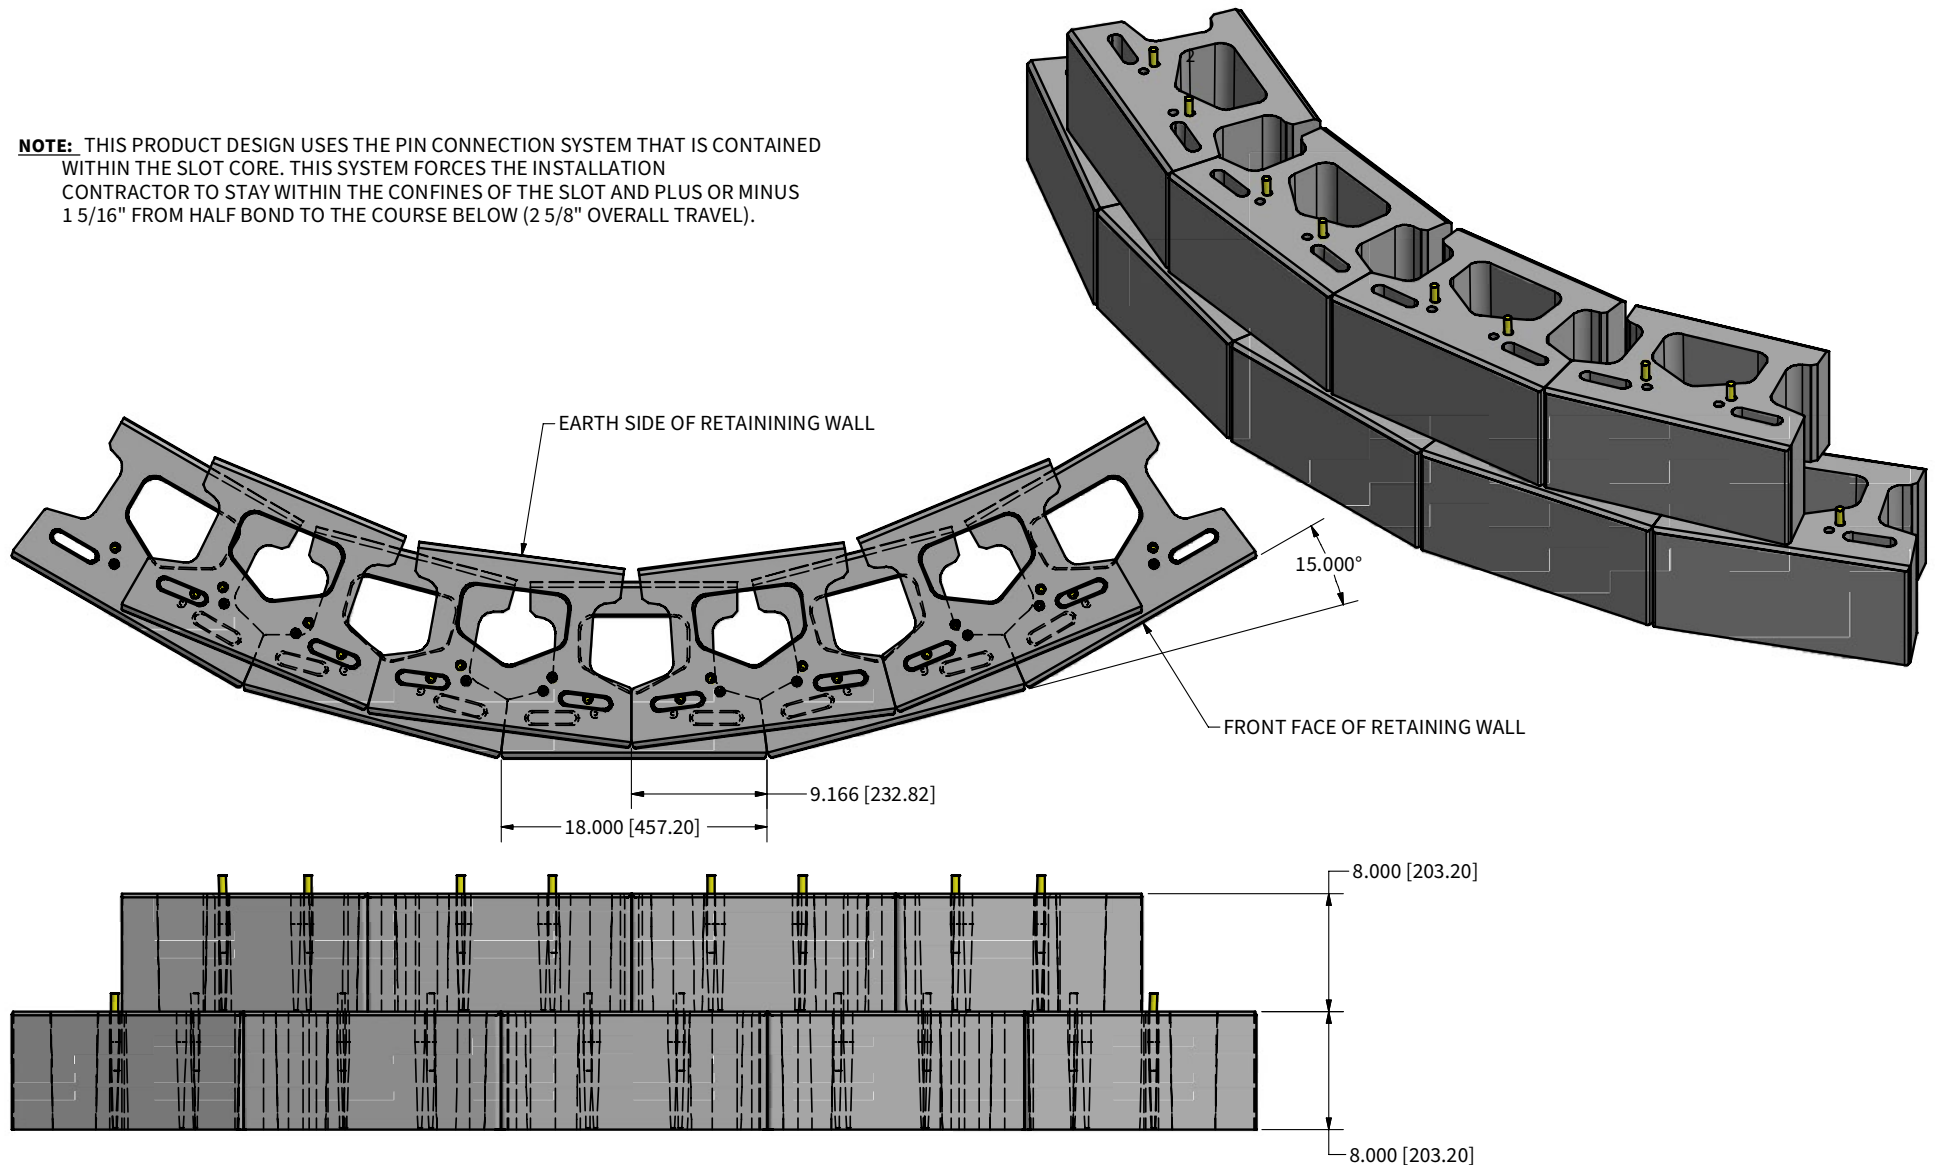 NOTE: THIS PRODUCT DESIGN USES THE PIN CONNECTION SYSTEM THAT IS CONTAINED
WITHIN THE SLOT CORE. THIS SYSTEM FORCES THE INSTALLATION
CONTRACTOR TO STAY WITHIN THE CONFINES OF THE SLOT AND PLUS OR MINUS
1 5/16" FROM HALF BOND TO THE COURSE BELOW (2 5/8" OVERALL TRAVEL).
2
EARTH SIDE OF RETAINING WALL
15.000°
FRONT FACE OF RETAINING WALL
9.166 [232.82]
18.000 [457.20]
8.000 [203.20]
8.000 [203.20]